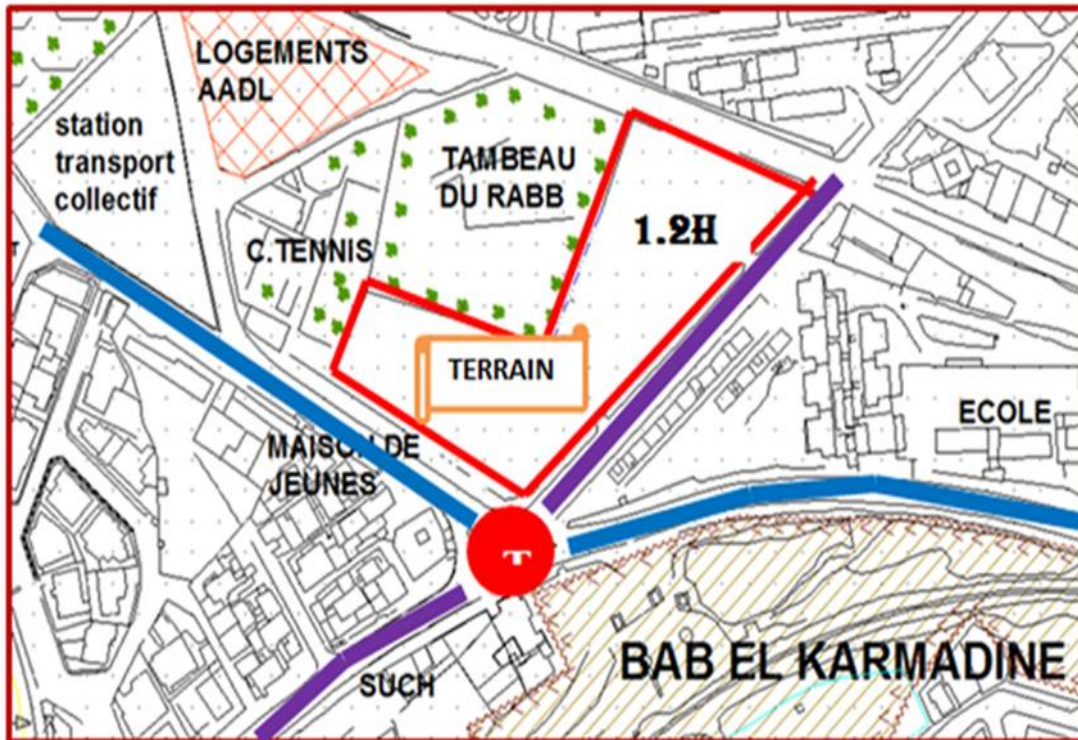 LOGEMENTS
AADL
station
transport
collectif
TAMBEAU
DU RABB
C.TENNIS
1.2H
TERRAIN
ECOLE
MAISON DE
JEUNES
T
BAB EL KARMADINE
SUCH